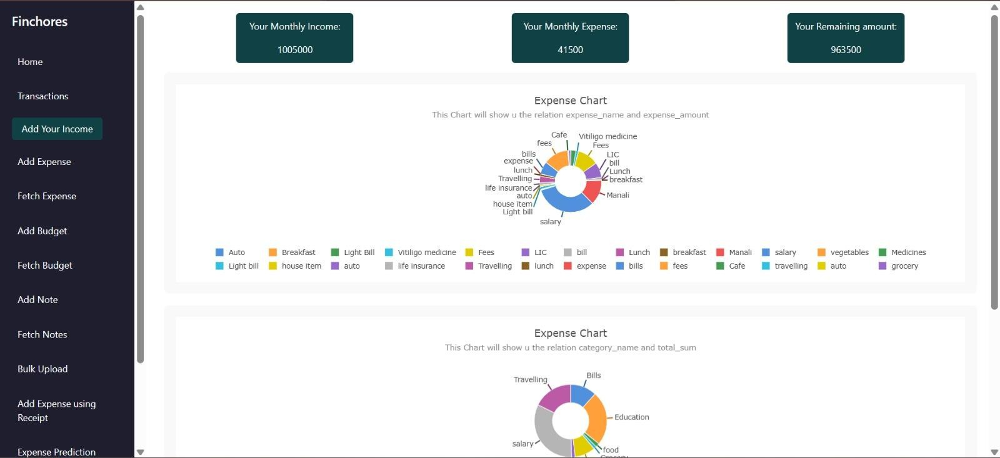 Finchores
Home
Transactions
Add Your Income
Add Expense
Fetch Expense
Add Budget
Fetch Budget
Add Note
Fetch Notes
Bulk Upload
Add Expense using
Receipt
Expense Prediction
Your Monthly Income:
1005000
Your Monthly Expense:
41500
Your Remaining amount:
963500
Expense Chart
This Chart will show u the relation expense_name and expense_amount
Cafe
Vitiligo medicine
fees
Fees
bills
LIC
expense
bill
lunch
Lunch
Travelling
breakfast
life insurance
auto
Manali
house item
Light bill
salary
Auto Breakfast Light Bill Vitiligo medicine Fees LIC bill Lunch breakfast Manali salary vegetables Medicines
Light bill house item auto life insurance Travelling lunch expense bills fees Cafe travelling auto grocery
Expense Chart
This Chart will show u the relation category_name and total_sum
Bills
Travelling
Education
salary
food
Grocery